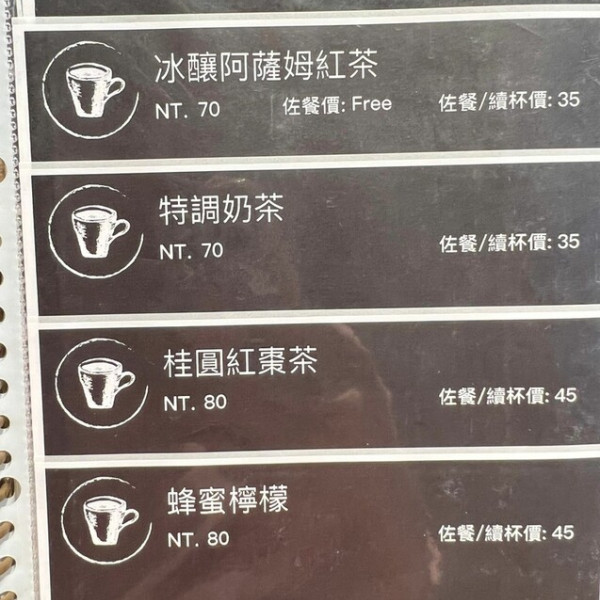 冰釀阿薩姆紅茶
NT. 70 佐餐價: Free 佐餐/續杯價: 35
特調奶茶
NT. 70 佐餐/續杯價: 35
桂圓紅棗茶
NT. 80 佐餐/續杯價: 45
蜂蜜檸檬
NT. 80 佐餐/續杯價: 45